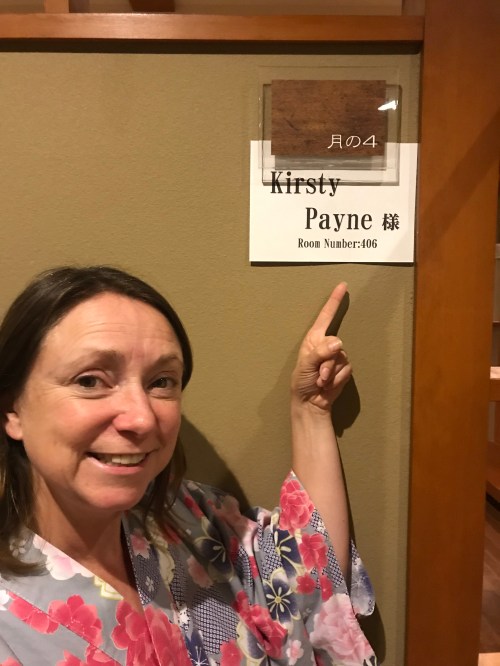 月の4
Kirsty
Payne 様
Room Number:406